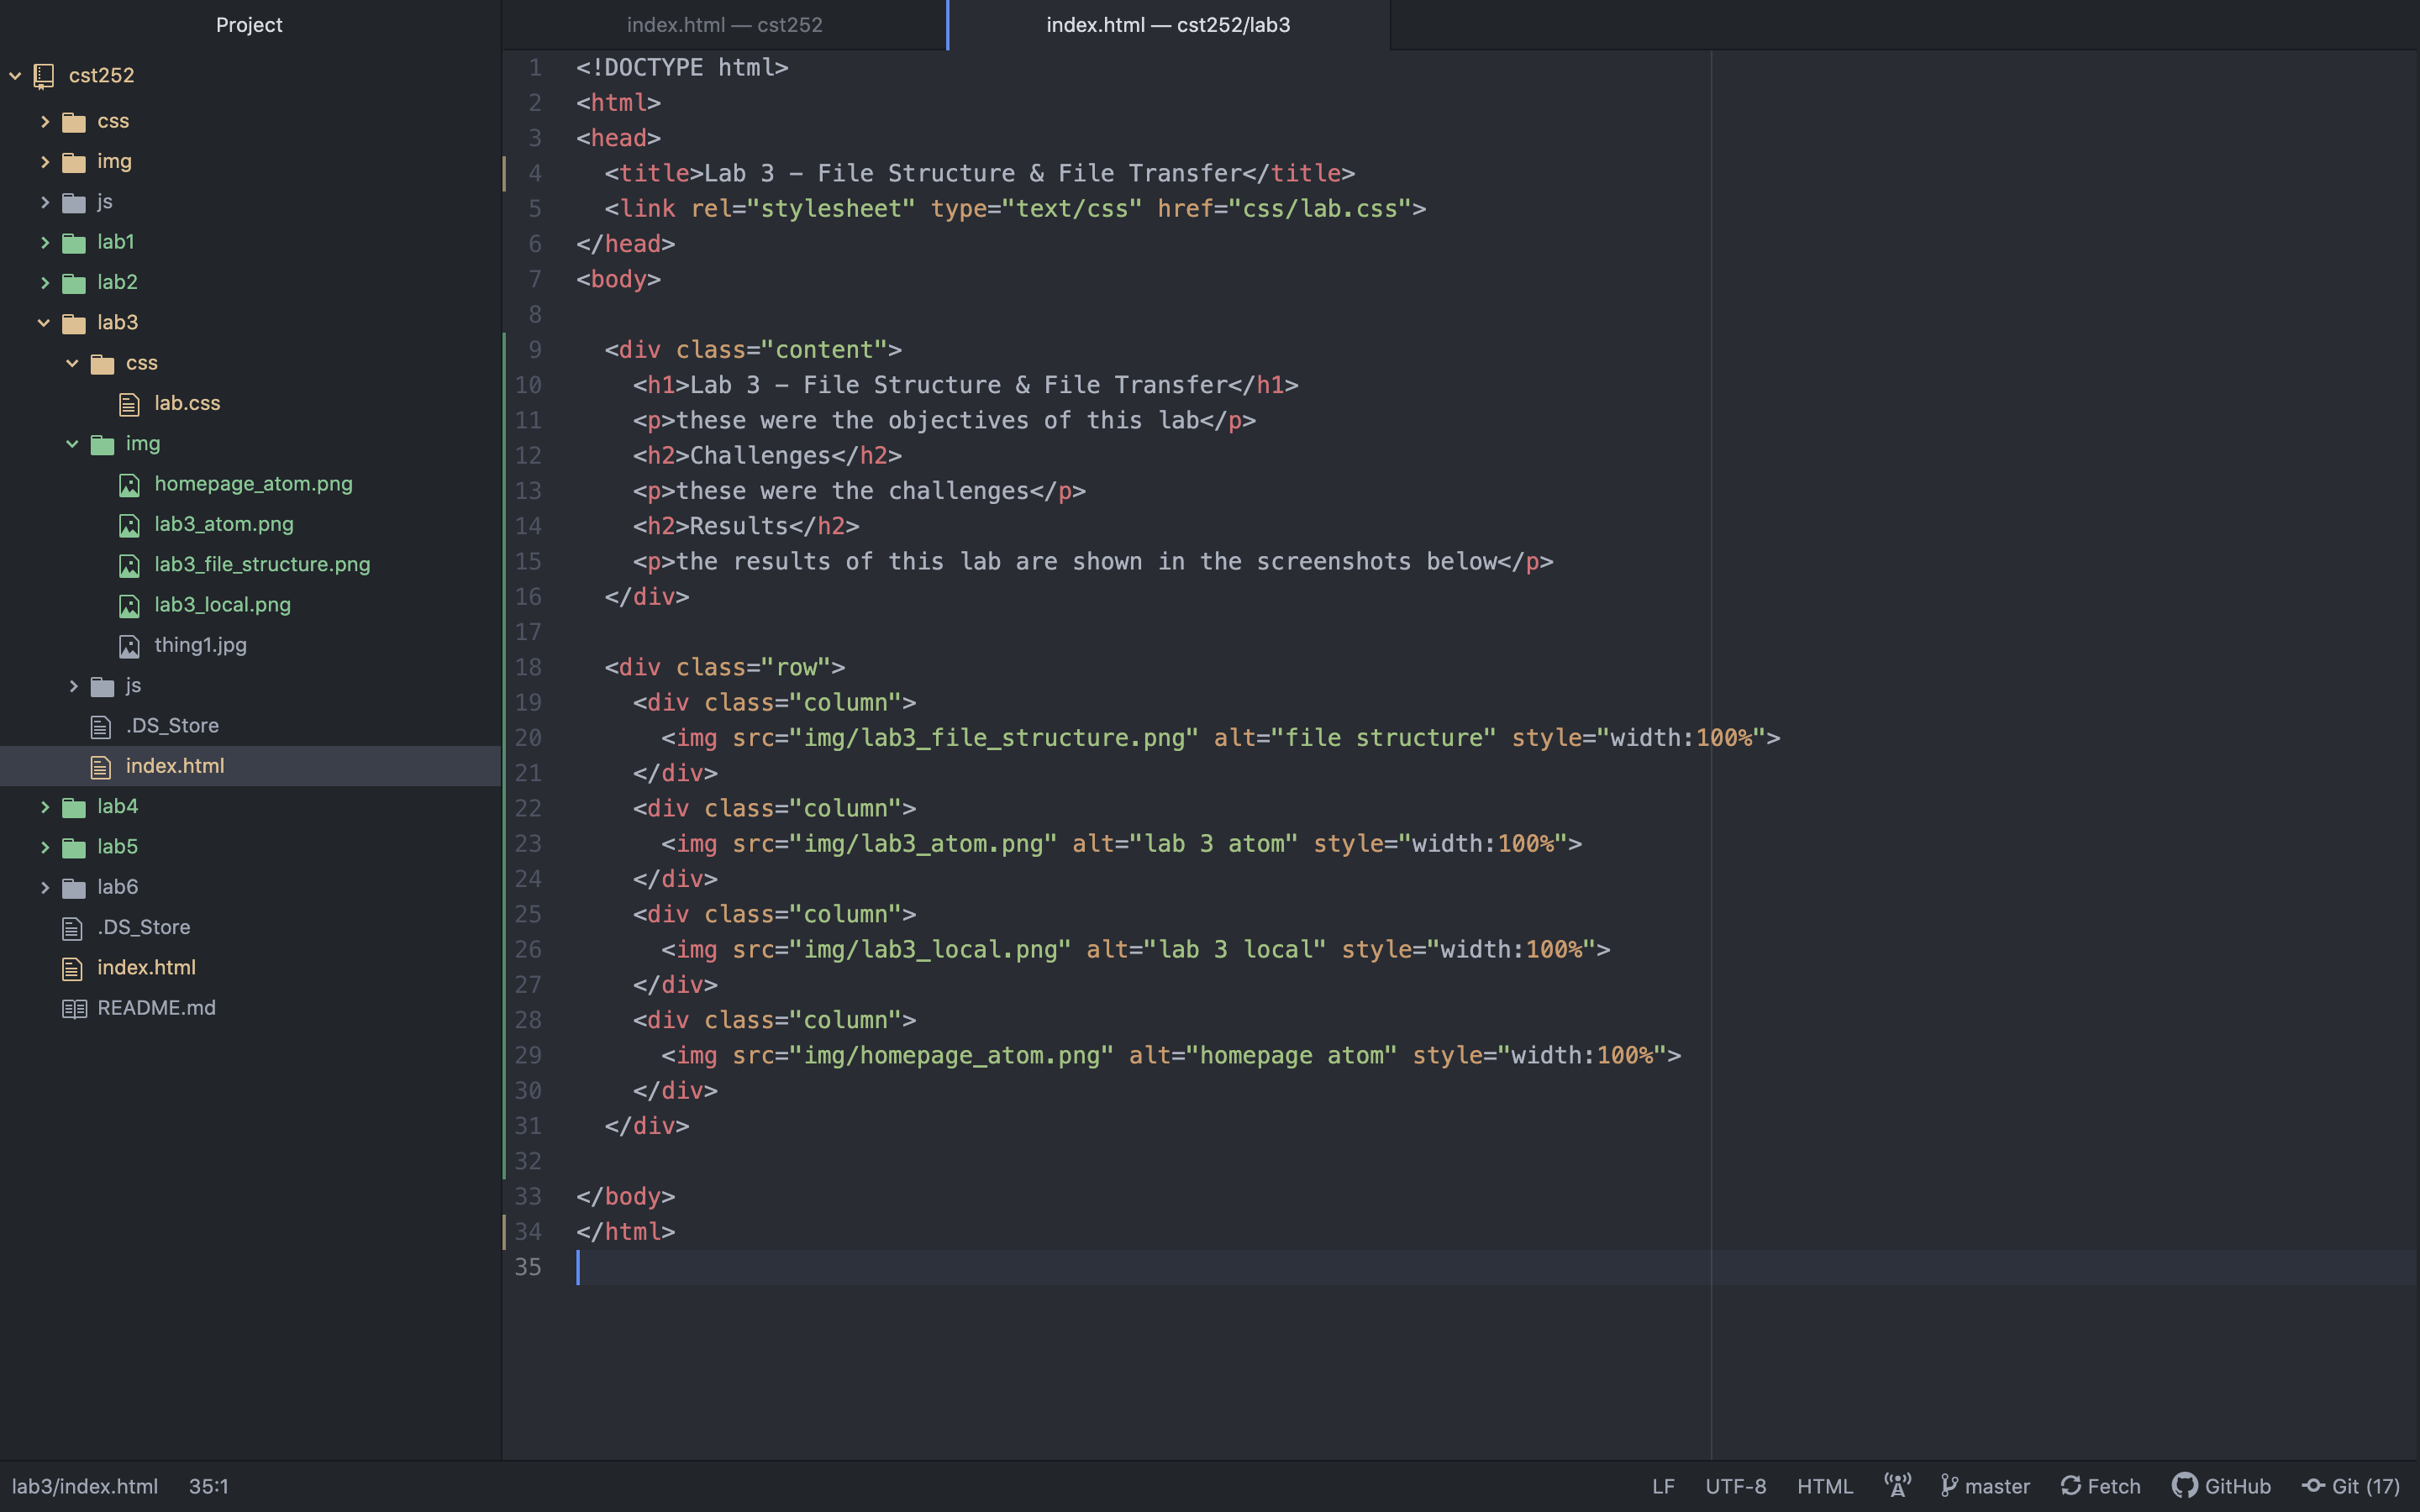 Project
cst252
css
img
js
lab1
lab2
lab3
css
lab.css
img
homepage_atom.png
lab3_atom.png
lab3_file_structure.png
lab3_local.png
thing1.jpg
js
.DS_Store
index.html
lab4
lab5
lab6
.DS_Store
index.html
README.md
index.html — cst252
index.html — cst252/lab3
1 <!DOCTYPE html>
2 <html>
3 <head>
4   <title>Lab 3 – File Structure & File Transfer</title>
5   <link rel="stylesheet" type="text/css" href="css/lab.css">
6 </head>
7 <body>
8
9   <div class="content">
10     <h1>Lab 3 – File Structure & File Transfer</h1>
11     <p>these were the objectives of this lab</p>
12     <h2>Challenges</h2>
13     <p>these were the challenges</p>
14     <h2>Results</h2>
15     <p>the results of this lab are shown in the screenshots below</p>
16   </div>
17
18   <div class="row">
19     <div class="column">
20       <img src="img/lab3_file_structure.png" alt="file structure" style="width:100%">
21     </div>
22     <div class="column">
23       <img src="img/lab3_atom.png" alt="lab 3 atom" style="width:100%">
24     </div>
25     <div class="column">
26       <img src="img/lab3_local.png" alt="lab 3 local" style="width:100%">
27     </div>
28     <div class="column">
29       <img src="img/homepage_atom.png" alt="homepage atom" style="width:100%">
30     </div>
31   </div>
32
33 </body>
34 </html>
35
lab3/index.html 35:1 LF UTF-8 HTML master Fetch GitHub Git (17)